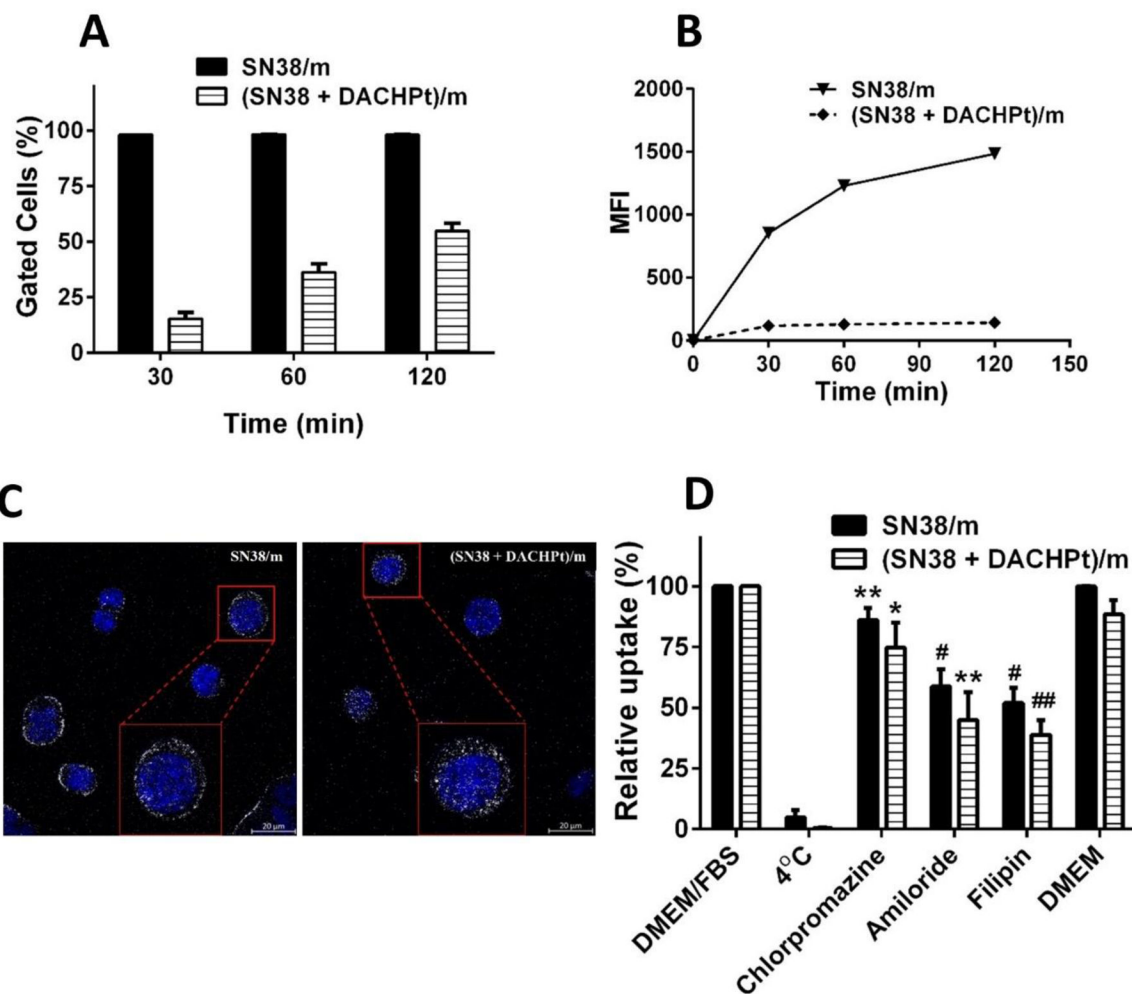 A
SN38/m
(SN38 + DACHPt)/m
Gated Cells (%)
100
75
50
25
0
30 60 120
Time (min)
B
SN38/m
(SN38 + DACHPt)/m
MFI
2000
1500
1000
500
0
0 30 60 90 120 150
Time (min)
C
SN38/m
20 µm
(SN38 + DACHPt)/m
20 µm
D
SN38/m
(SN38 + DACHPt)/m
Relative uptake (%)
100
75
50
25
0
** * # ** # ##
DMEM/FBS
4°C
Chlorpromazine
Amiloride
Filipin
DMEM